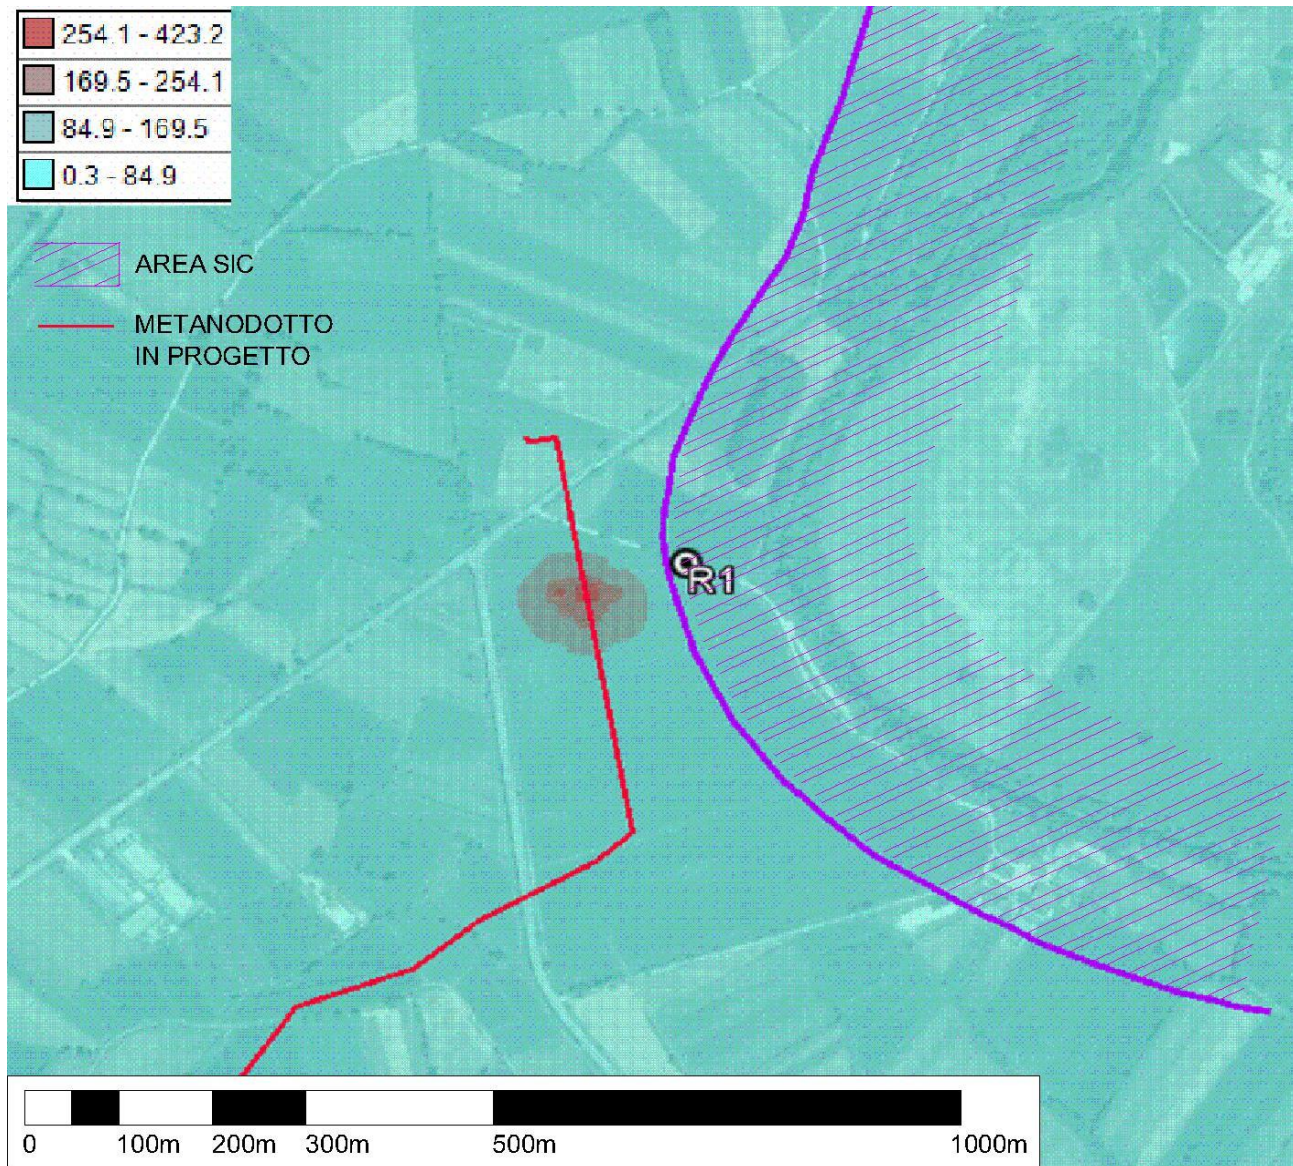 254.1 - 423.2
169.5 - 254.1
84.9 - 169.5
0.3 - 84.9
AREA SIC
METANODOTTO
IN PROGETTO
R1
0 100m 200m 300m 500m 1000m